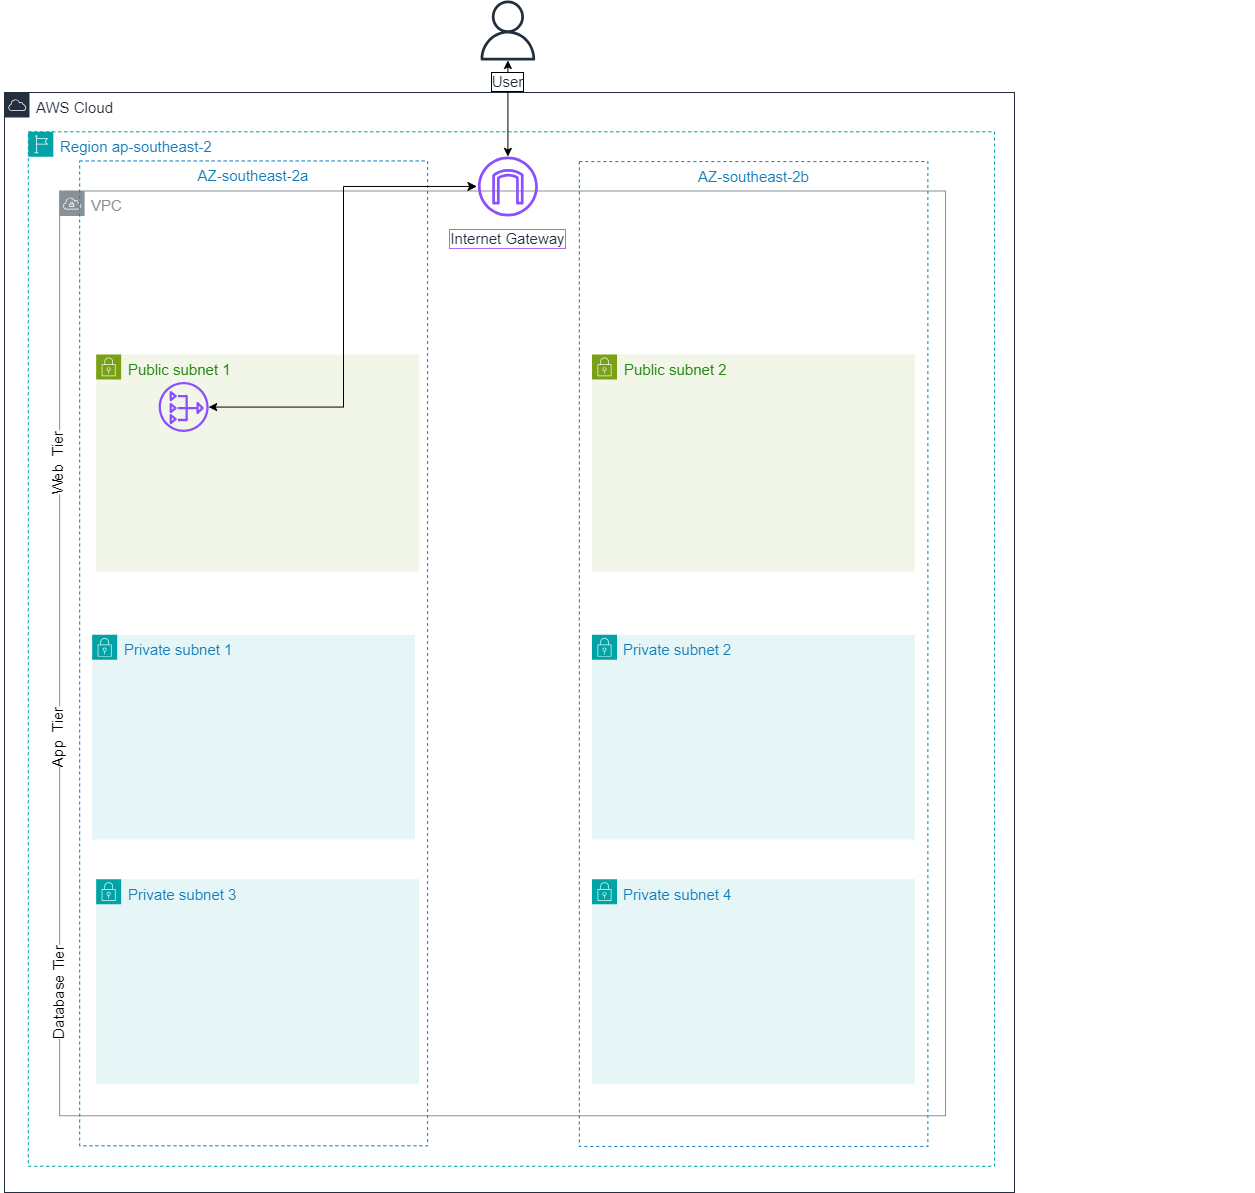 User
AWS Cloud
Region ap-southeast-2
AZ-southeast-2a
AZ-southeast-2b
VPC
Internet Gateway
Public subnet 1
Public subnet 2
Web Tier
Private subnet 1
Private subnet 2
App Tier
Private subnet 3
Private subnet 4
Database Tier